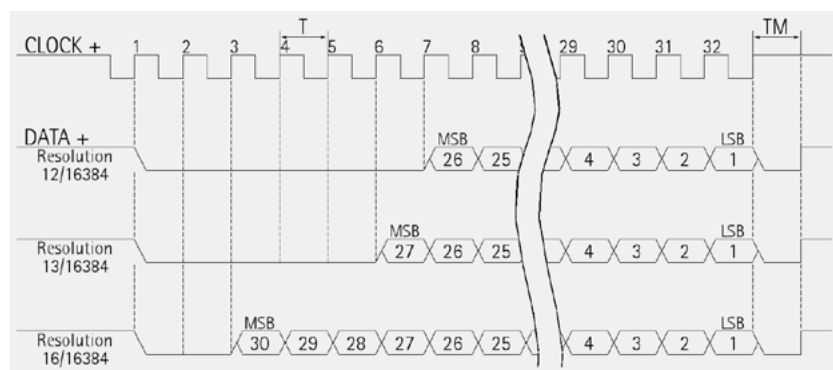 T TM
CLOCK + 1 2 3 4 5 6 7 8 29 30 31 32
DATA +
MSB LSB
Resolution 26 25 4 3 2 1
12/16384
MSB LSB
Resolution 27 26 25 4 3 2 1
13/16384
MSB LSB
Resolution 30 29 28 27 26 25 4 3 2 1
16/16384